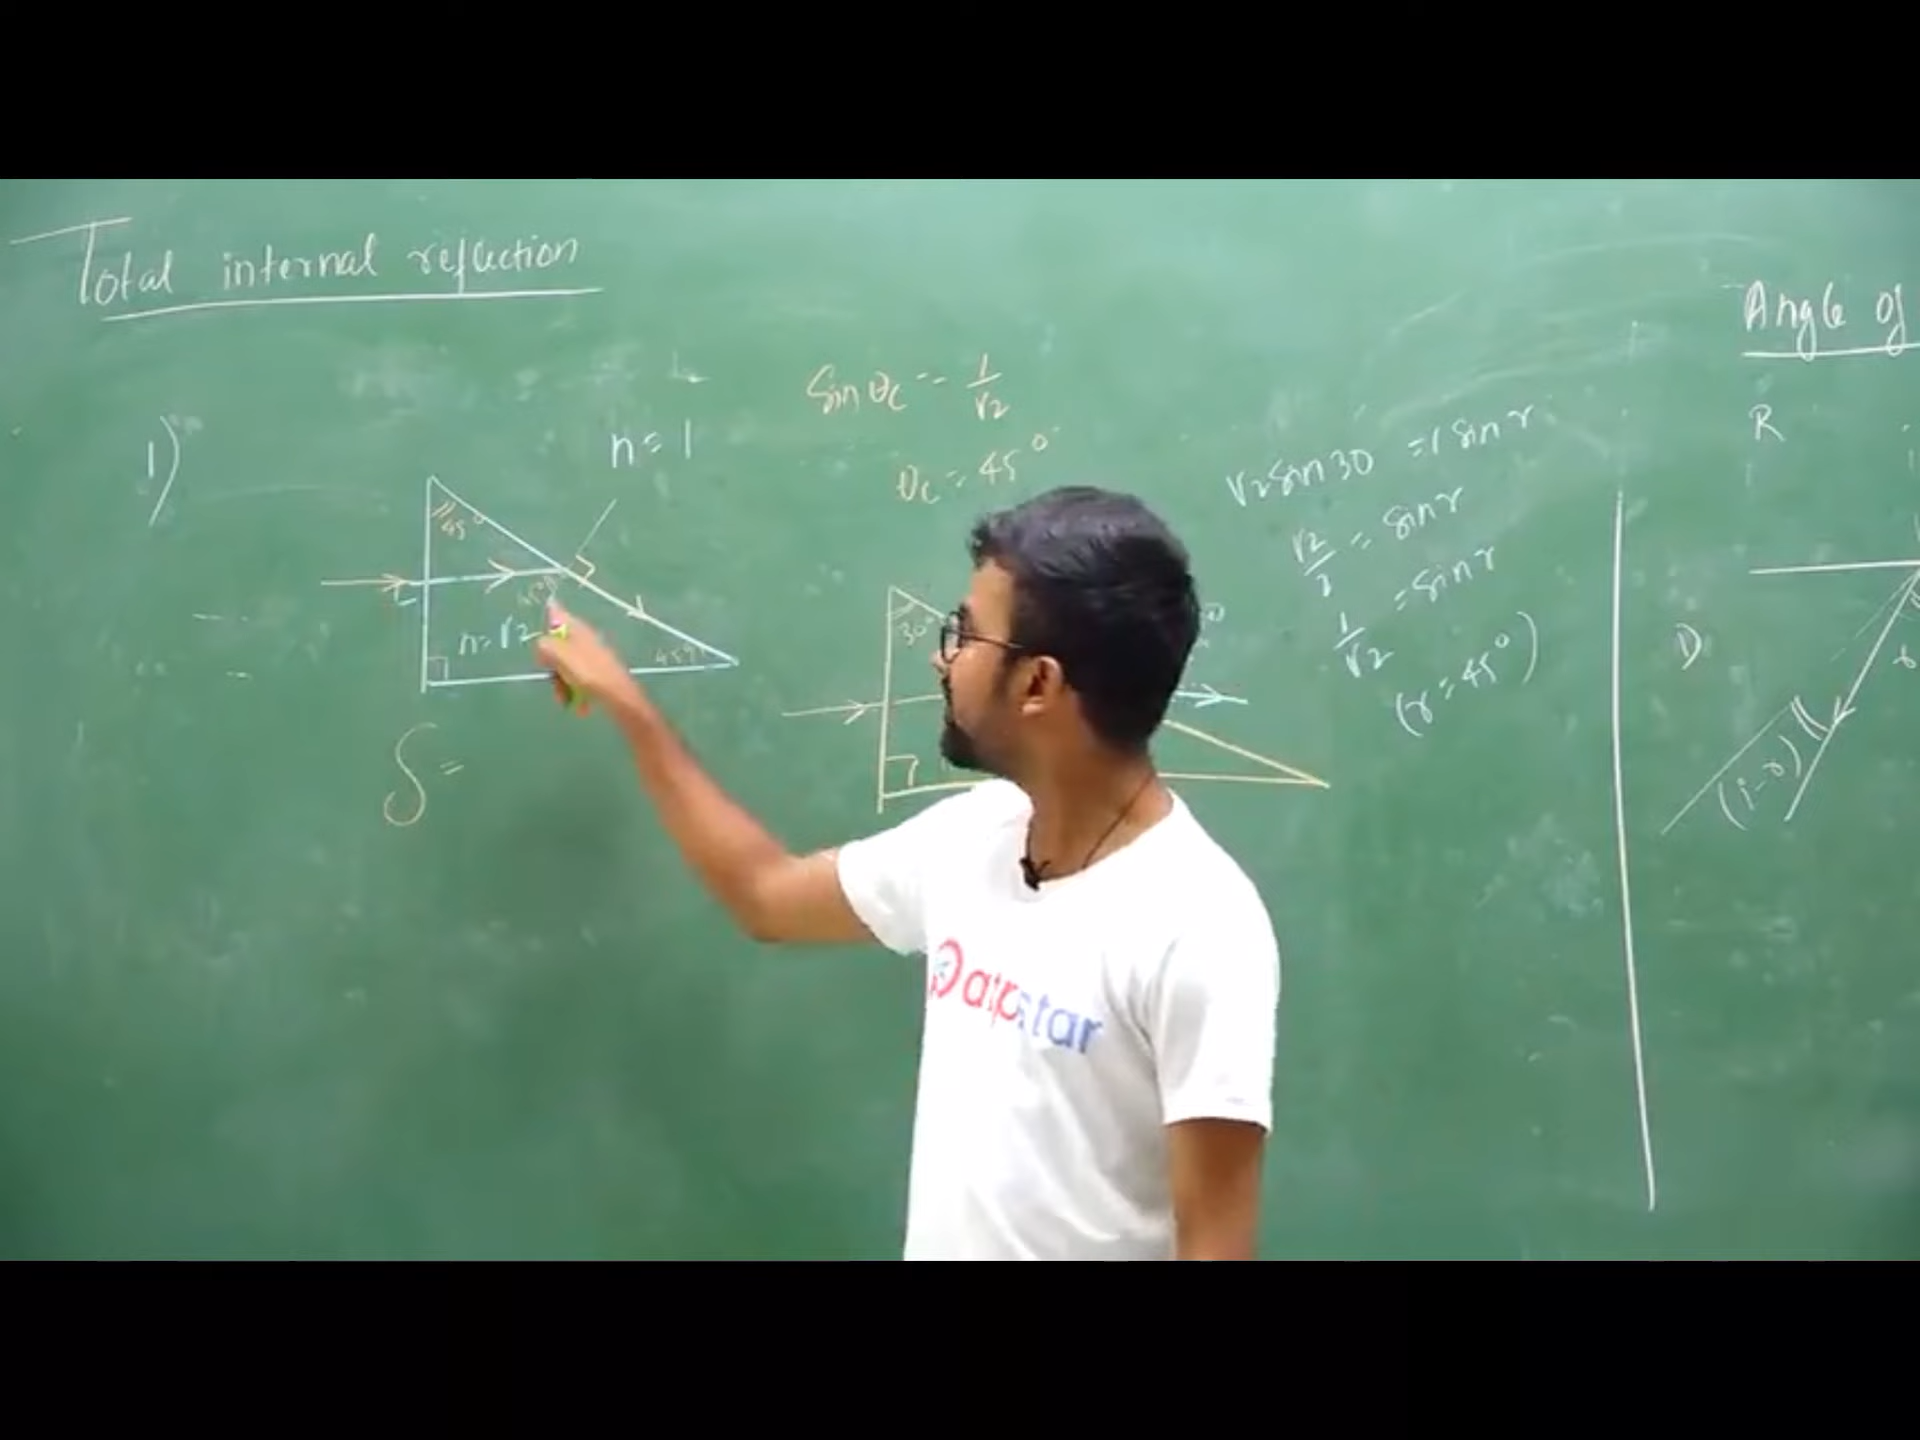 Total internal reflection
1)
n = 1
45°
n = √2
45°
δ =
sin θc = 1/√2
θc = 45°
30°
√2 sin 30 = 1 sin r
√2/2 = sin r
1/√2 = sin r
(r = 45°)
Angle of
R
D
(i-r)